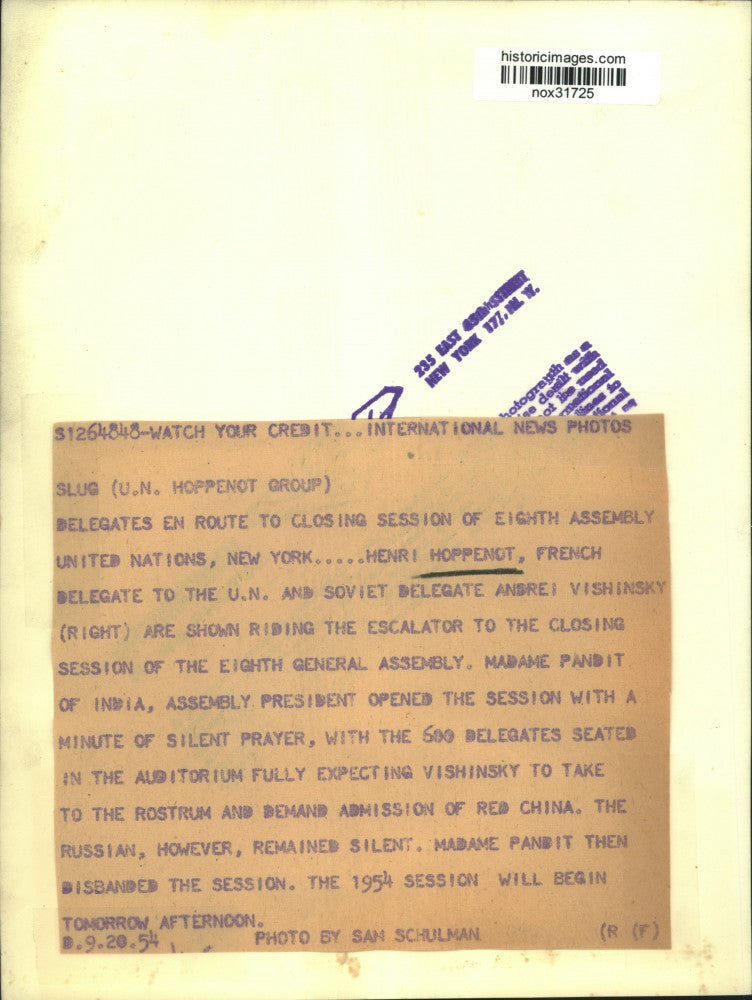 historicimages.com
nox31725
235 EAST 45th STREET
NEW YORK 17, N. Y.
hotograph
of the
S1264848-WATCH YOUR CREDIT...INTERNATIONAL NEWS PHOTOS
SLUG (U.N. HOPPENOT GROUP)
DELEGATES EN ROUTE TO CLOSING SESSION OF EIGHTH ASSEMBLY
UNITED NATIONS, NEW YORK.....HENRI HOPPENOT, FRENCH
DELEGATE TO THE U.N. AND SOVIET DELEGATE ANDREI VISHINSKY
(RIGHT) ARE SHOWN RIDING THE ESCALATOR TO THE CLOSING
SESSION OF THE EIGHTH GENERAL ASSEMBLY. MADAME PANDIT
OF INDIA, ASSEMBLY PRESIDENT OPENED THE SESSION WITH A
MINUTE OF SILENT PRAYER, WITH THE 600 DELEGATES SEATED
IN THE AUDITORIUM FULLY EXPECTING VISHINSKY TO TAKE
TO THE ROSTRUM AND DEMAND ADMISSION OF RED CHINA. THE
RUSSIAN, HOWEVER, REMAINED SILENT. MADAME PANDIT THEN
DISBANDED THE SESSION. THE 1954 SESSION WILL BEGIN
TOMORROW AFTERNOON.
D.9.20.54 PHOTO BY SAM SCHULMAN (R (F)